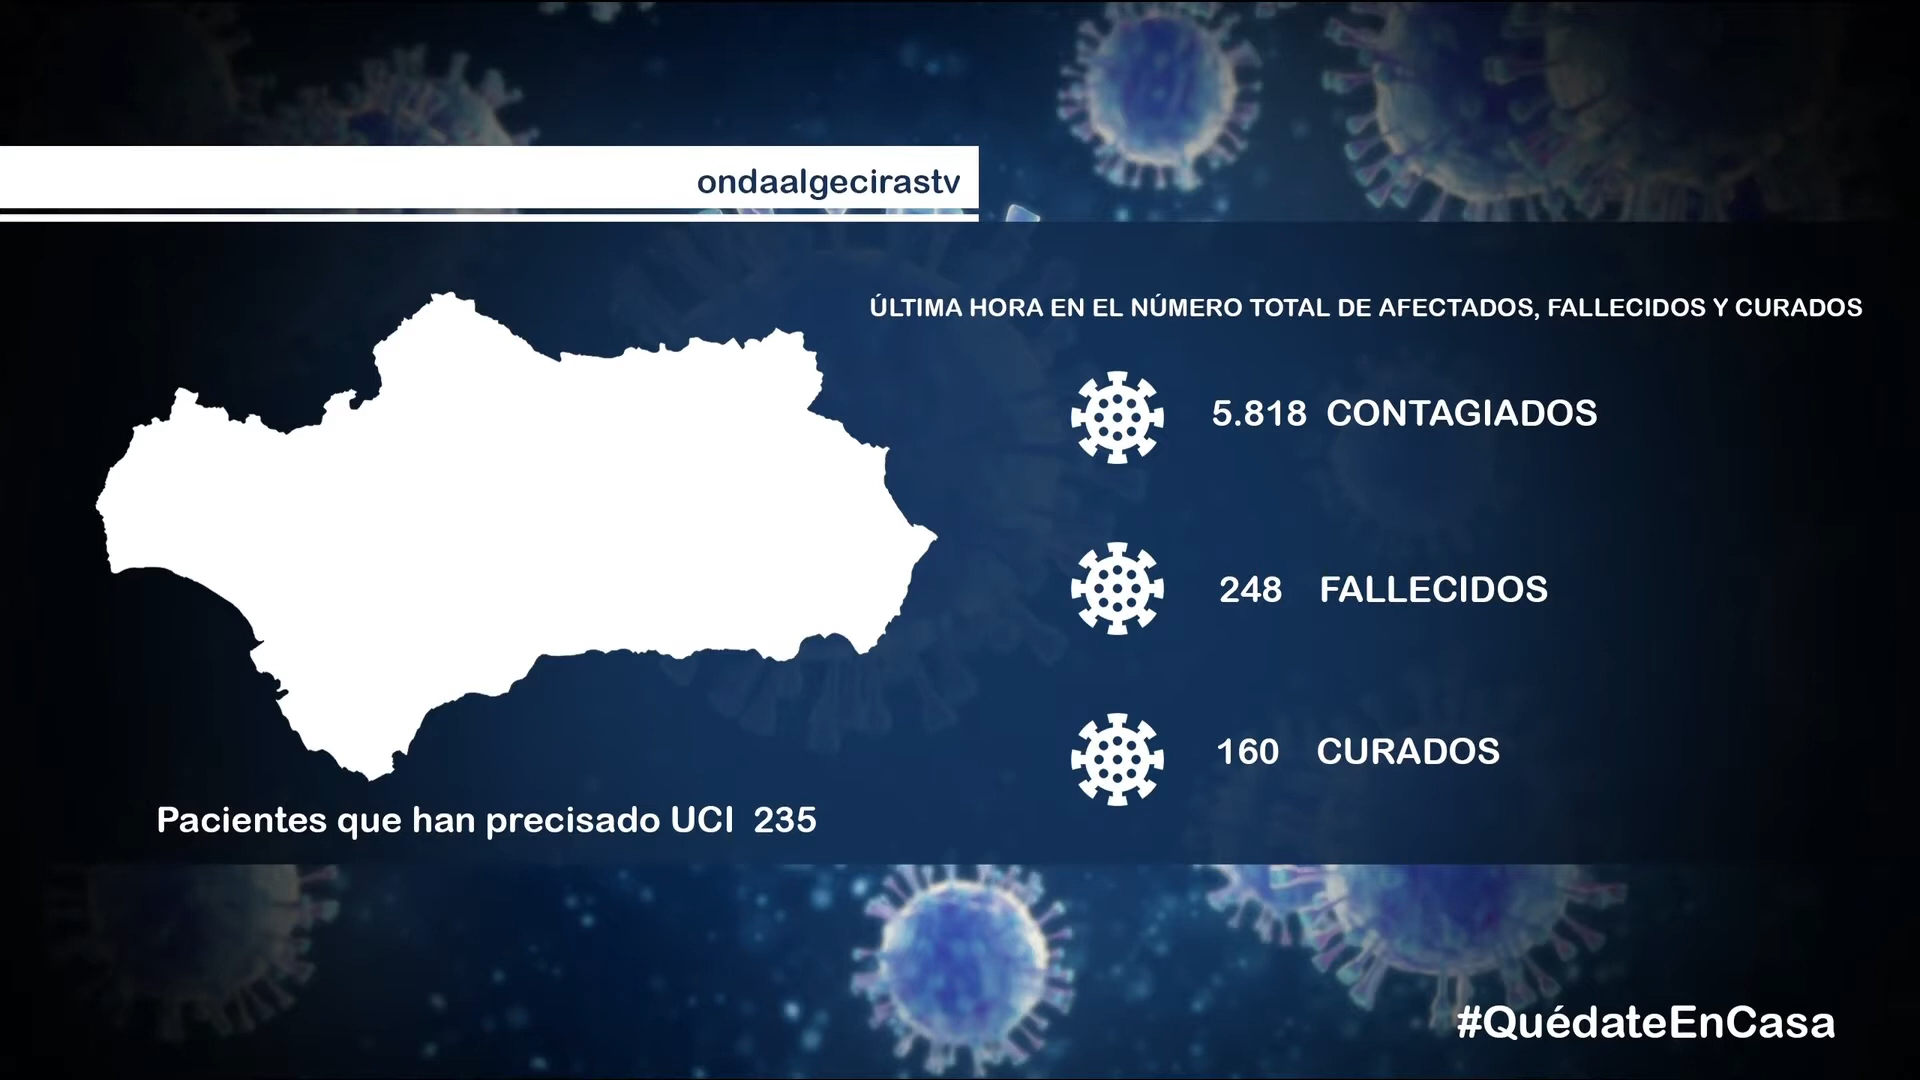 ondaalgecirastv
ÚLTIMA HORA EN EL NÚMERO TOTAL DE AFECTADOS, FALLECIDOS Y CURADOS
5.818 CONTAGIADOS
248 FALLECIDOS
160 CURADOS
Pacientes que han precisado UCI 235
#QuédateEnCasa